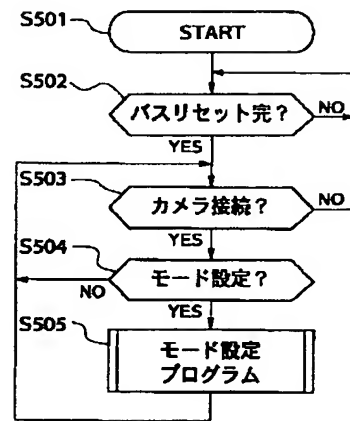 S501
START
S502
バスリセット完?
NO
YES
S503
カメラ接続?
NO
YES
S504
モード設定?
NO
YES
S505
モード設定
プログラム